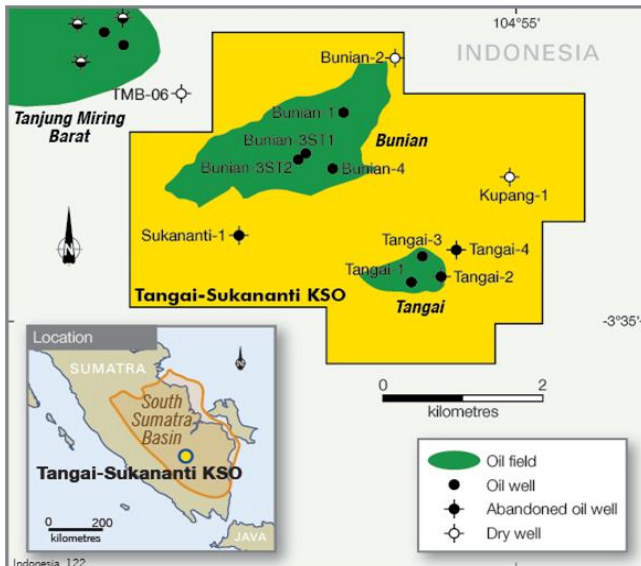 104°55'
INDONESIA
Bunian-2
TMB-06
Tanjung Miring
Barat
Bunian-1
Bunian
Bunian-3ST1
Bunian-3ST2
Bunian-4
Kupang-1
Sukananti-1
Tangai-3
Tangai-4
Tangai-1
Tangai-2
Tangai-Sukananti KSO
Tangai
N
-3°35'
0 2
kilometres
Location
N
SUMATRA
South
Sumatra
Basin
Tangai-Sukananti KSO
0 200
kilometres
JAVA
Oil field
Oil well
Abandoned oil well
Dry well
Indonesia 122